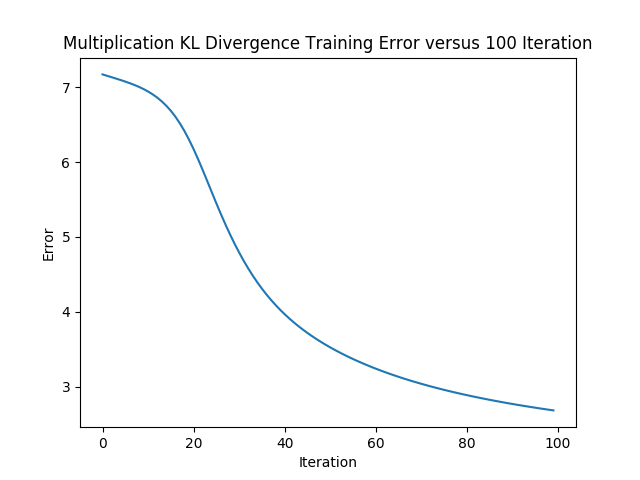 Multiplication KL Divergence Training Error versus 100 Iteration
7
6
5
4
3
Error
0 20 40 60 80 100
Iteration